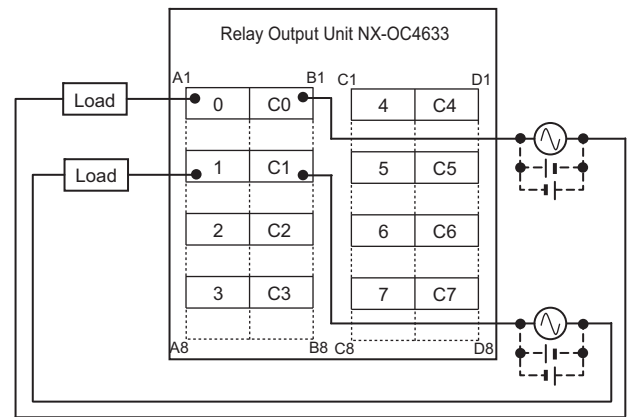 Relay Output Unit NX-OC4633
A1 B1 C1 D1
Load 0 C0 4 C4
Load 1 C1 5 C5
2 C2 6 C6
3 C3 7 C7
A8 B8 C8 D8